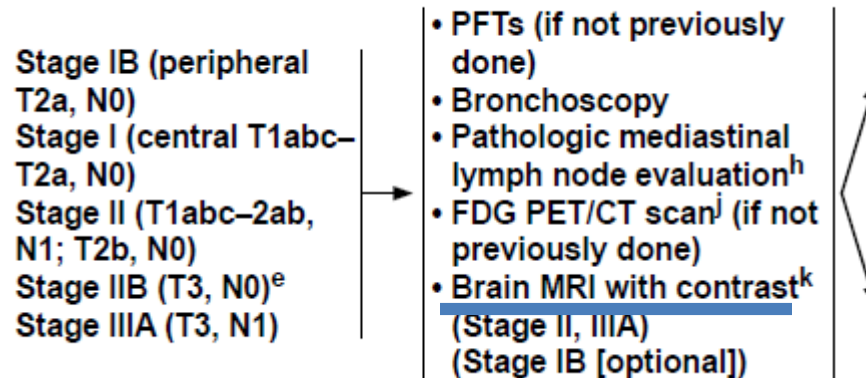 Stage IB (peripheral
T2a, N0)
Stage I (central T1abc–
T2a, N0)
Stage II (T1abc–2ab,
N1; T2b, N0)
Stage IIB (T3, N0)e
Stage IIIA (T3, N1)
• PFTs (if not previously
done)
• Bronchoscopy
• Pathologic mediastinal
lymph node evaluationh
• FDG PET/CT scanj (if not
previously done)
• Brain MRI with contrastk
(Stage II, IIIA)
(Stage IB [optional])